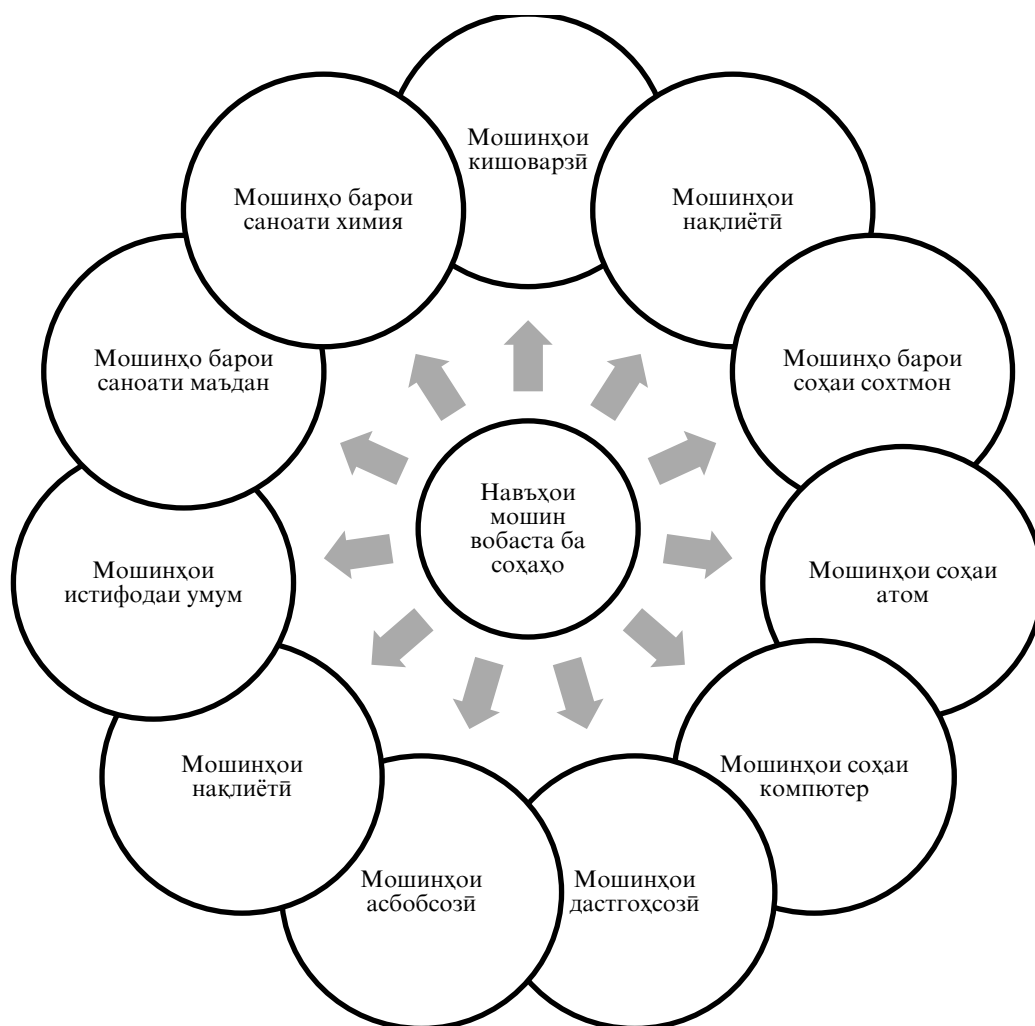 Мошинҳои
кишоварзӣ
Мошинҳои
нақлиётӣ
Мошинҳо барои
соҳаи сохтмон
Мошинҳои соҳаи
атом
Мошинҳои соҳаи
компютер
Мошинҳои
дастгоҳсозӣ
Мошинҳои
асбобсозӣ
Мошинҳои
нақлиётӣ
Мошинҳои
истифодаи умум
Мошинҳо барои
саноати маъдан
Мошинҳо барои
саноати химия
Навъҳои
мошин
вобаста ба
соҳаҳо